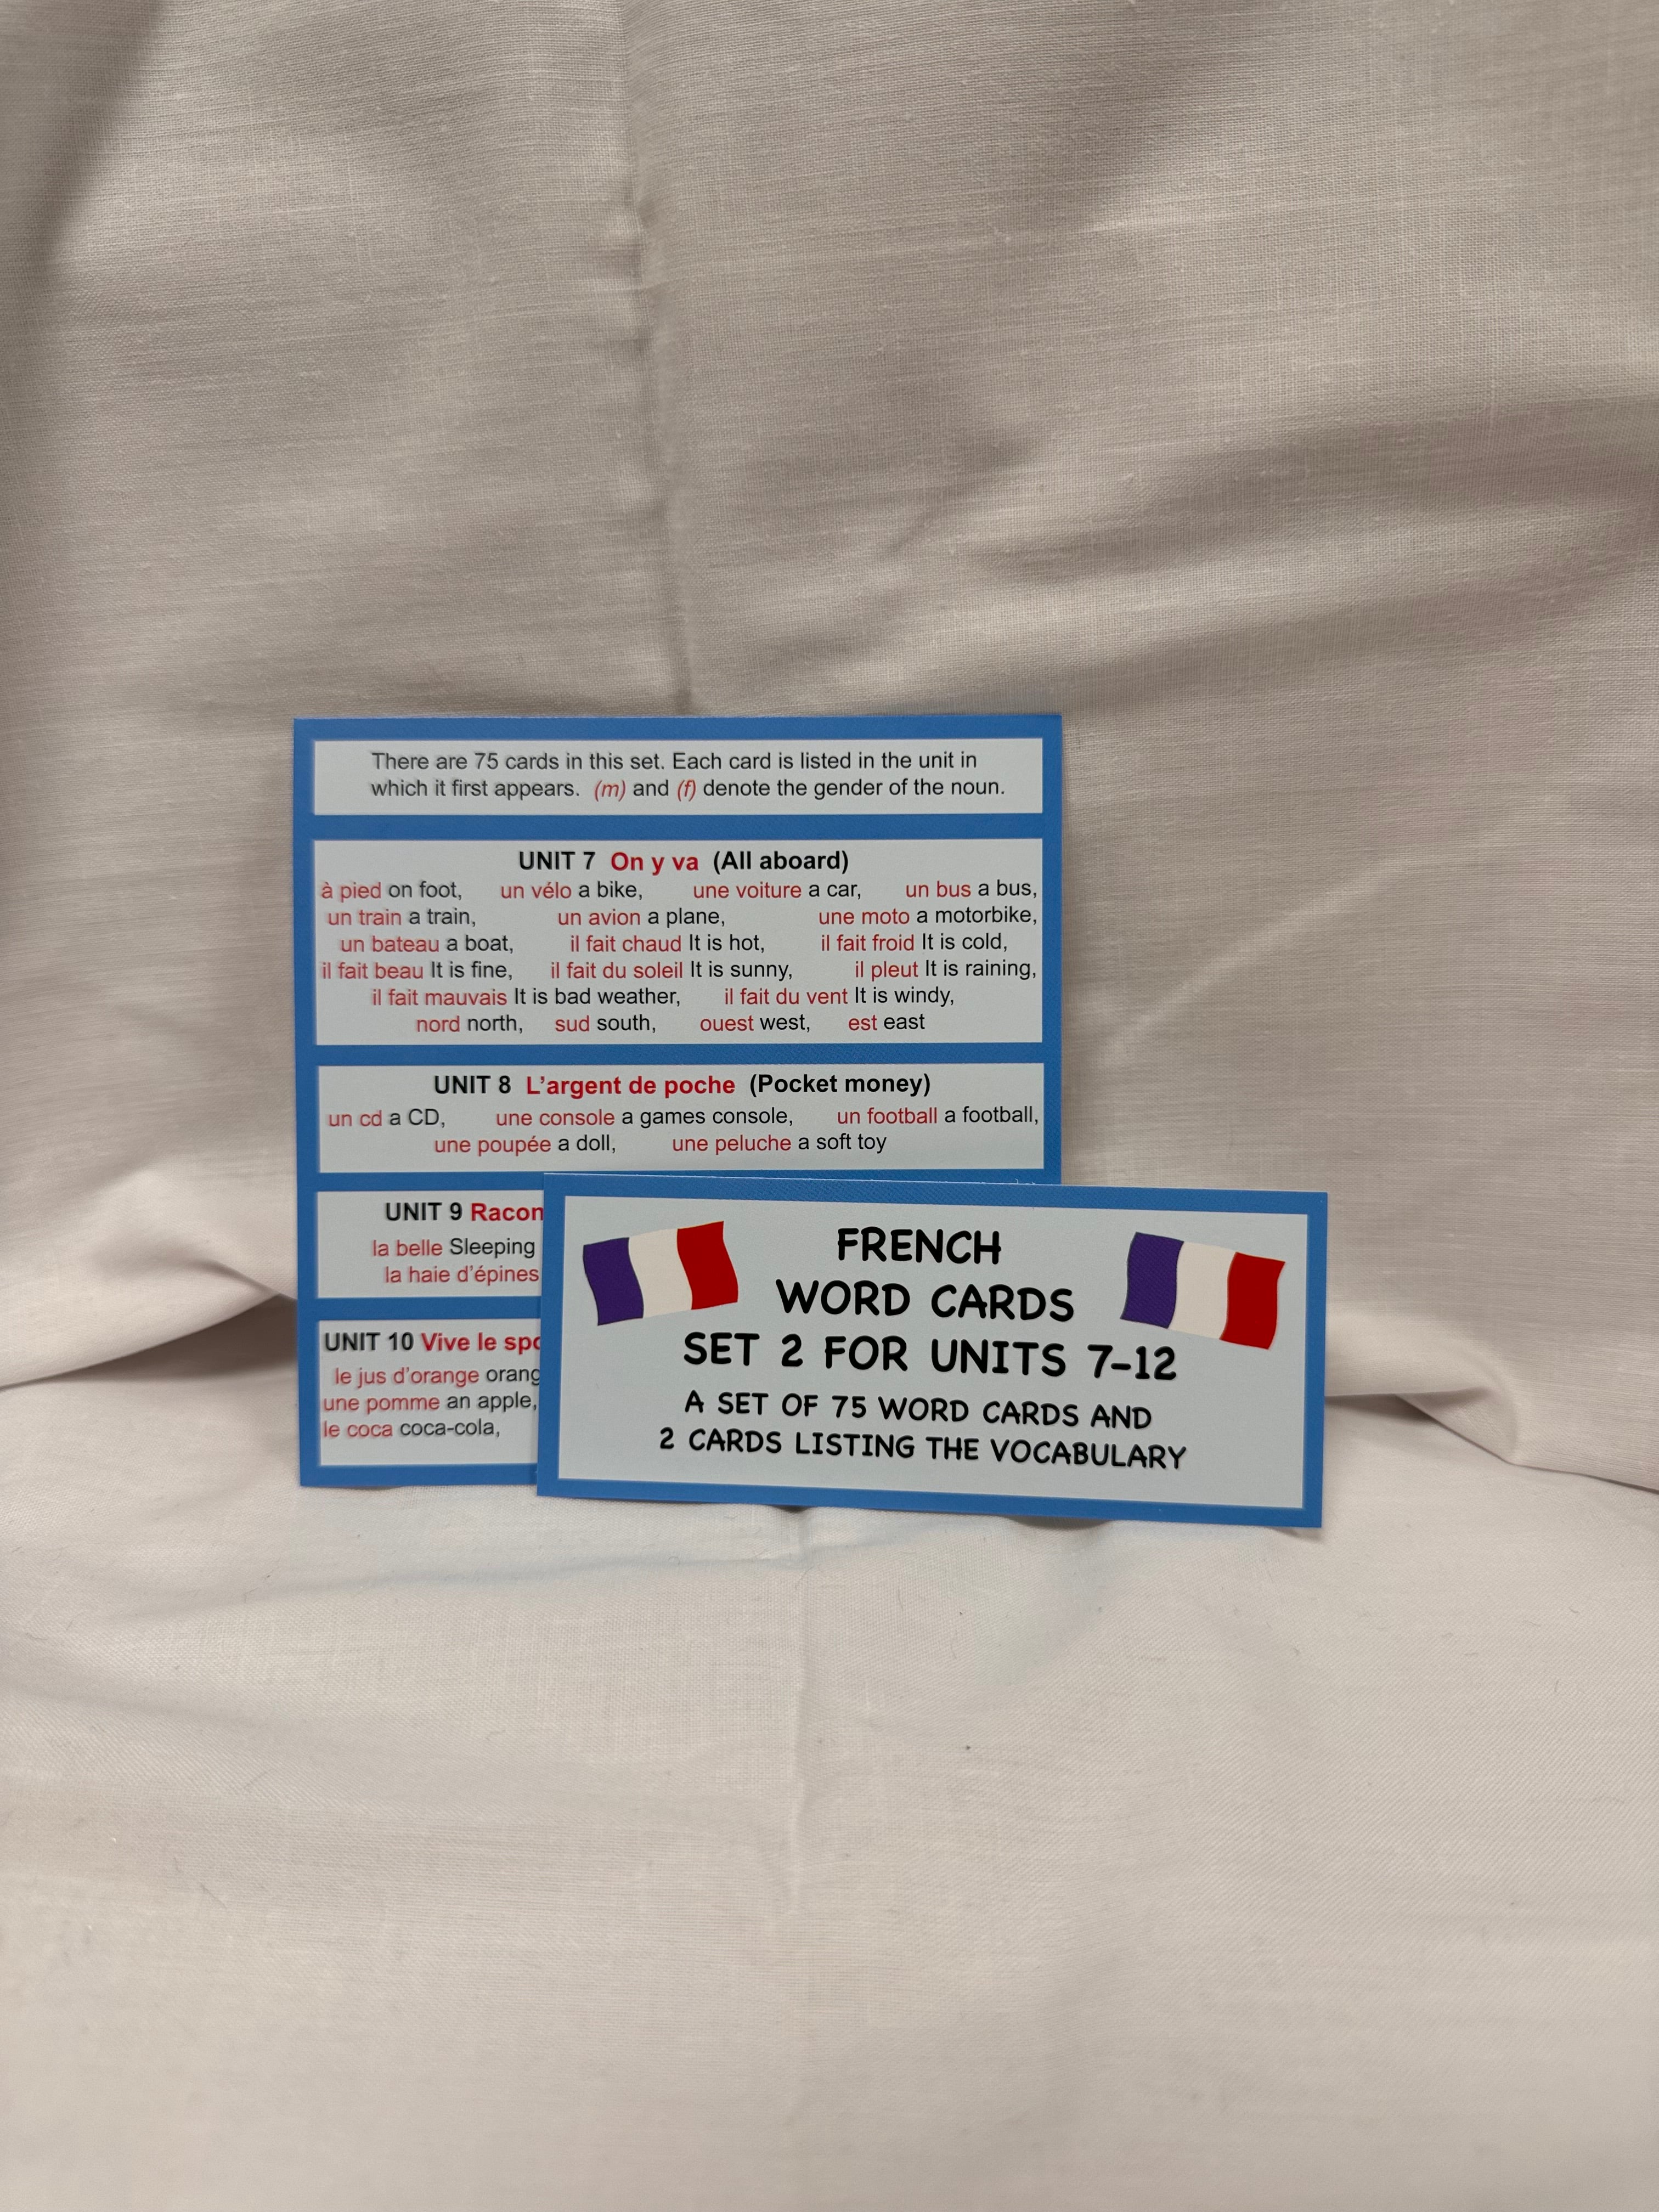 There are 75 cards in this set. Each card is listed in the unit in
which it first appears. (m) and (f) denote the gender of the noun.
UNIT 7 On y va (All aboard)
à pied on foot, un vélo a bike, une voiture a car, un bus a bus,
un train a train, un avion a plane, une moto a motorbike,
un bateau a boat, il fait chaud It is hot, il fait froid It is cold,
il fait beau It is fine, il fait du soleil It is sunny, il pleut It is raining,
il fait mauvais It is bad weather, il fait du vent It is windy,
nord north, sud south, ouest west, est east
UNIT 8 L'argent de poche (Pocket money)
un cd a CD, une console a games console, un football a football,
une poupée a doll, une peluche a soft toy
UNIT 9 Racon
la belle Sleeping
la haie d'épines
UNIT 10 Vive le spo
le jus d'orange orang
une pomme an apple,
le coca coca-cola,
FRENCH
WORD CARDS
SET 2 FOR UNITS 7-12
A SET OF 75 WORD CARDS AND
2 CARDS LISTING THE VOCABULARY